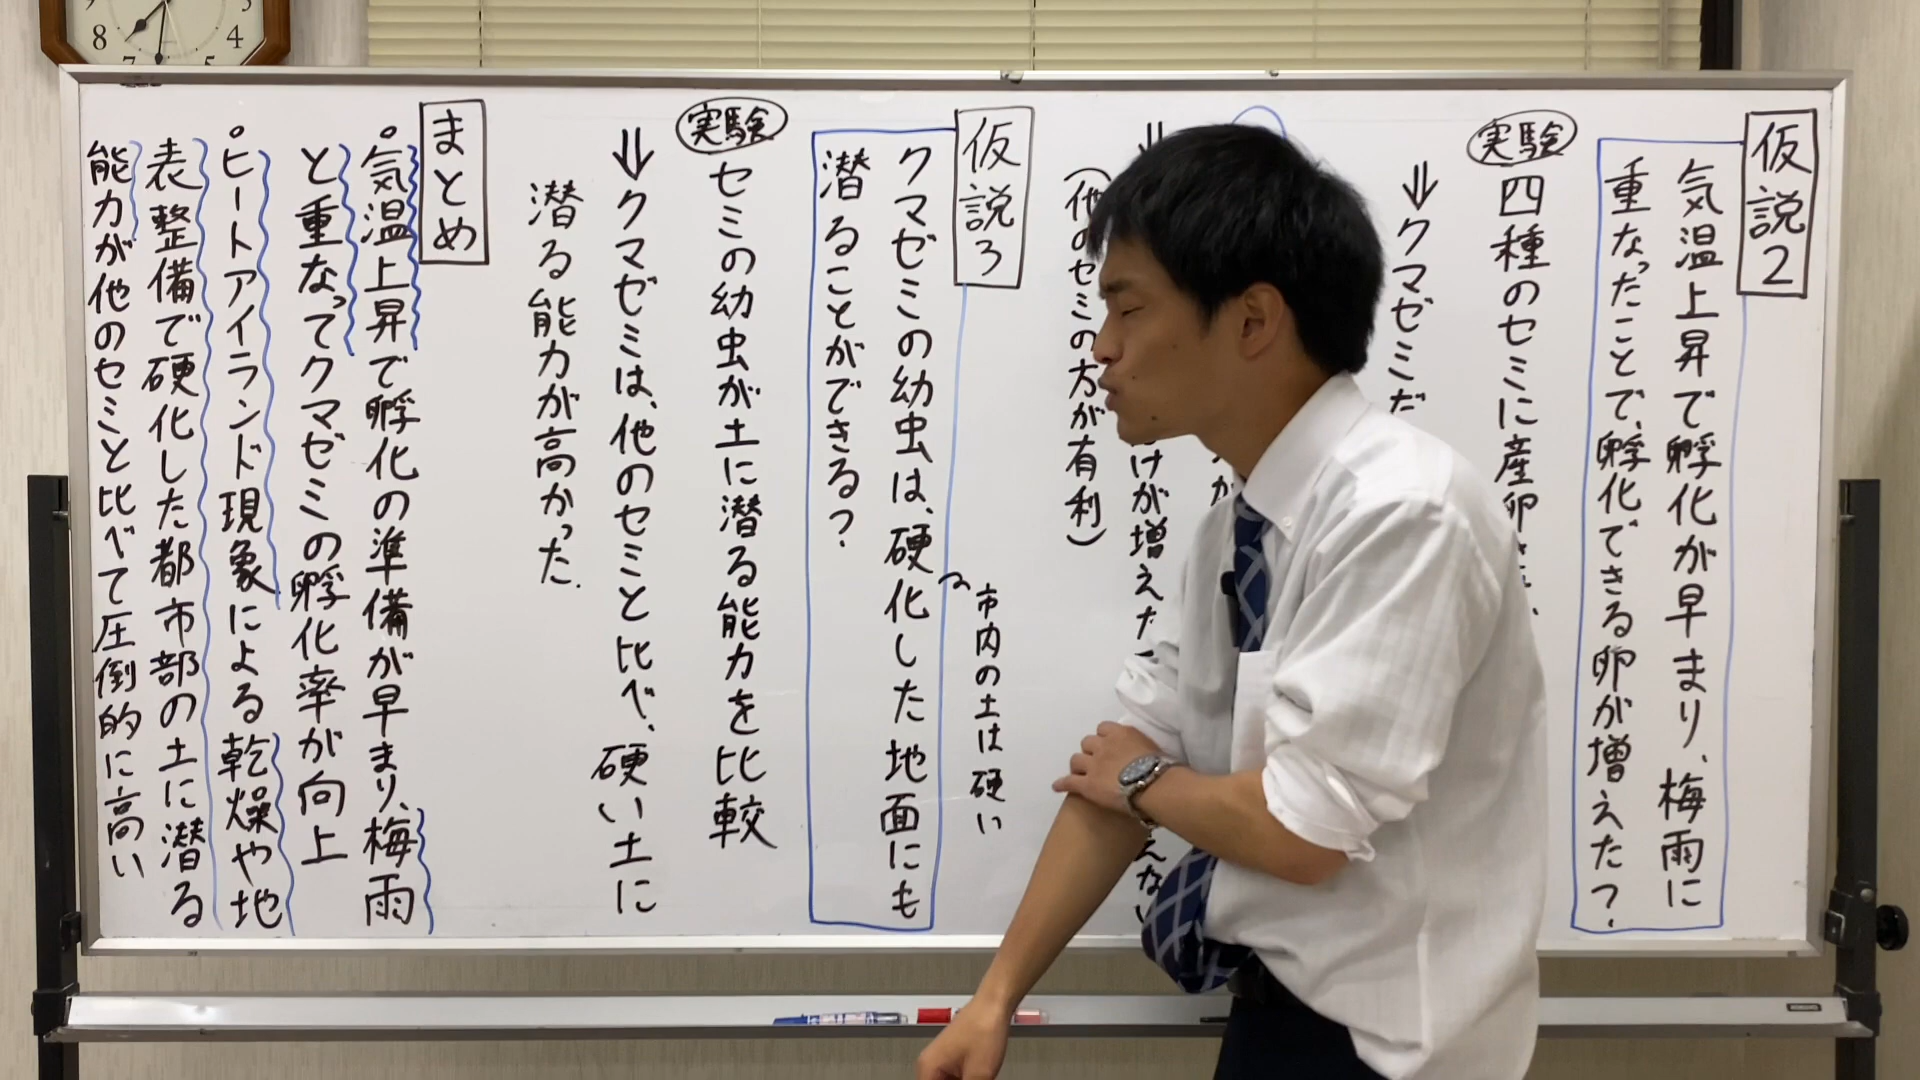 仮説2
気温上昇で孵化が早まり、梅雨に
重なったことで、孵化できる卵が増えた?
実験
四種のセミに産卵
⇓クマゼミだ
けが増えた
(他のセミの方が有利)
仮説3
市内の土は硬い
クマゼミの幼虫は、硬化した地面にも
潜ることができる?
実験
セミの幼虫が土に潜る能力を比較
⇓クマゼミは、他のセミと比べ、硬い土に
潜る能力が高かった.
まとめ
。気温上昇で孵化の準備が早まり、梅雨
と重なってクマゼミの孵化率が向上
。ヒートアイランド現象による乾燥や地
表整備で硬化した都市部の土に潜る
能力が他のセミと比べて圧倒的に高い
8
7
5
4